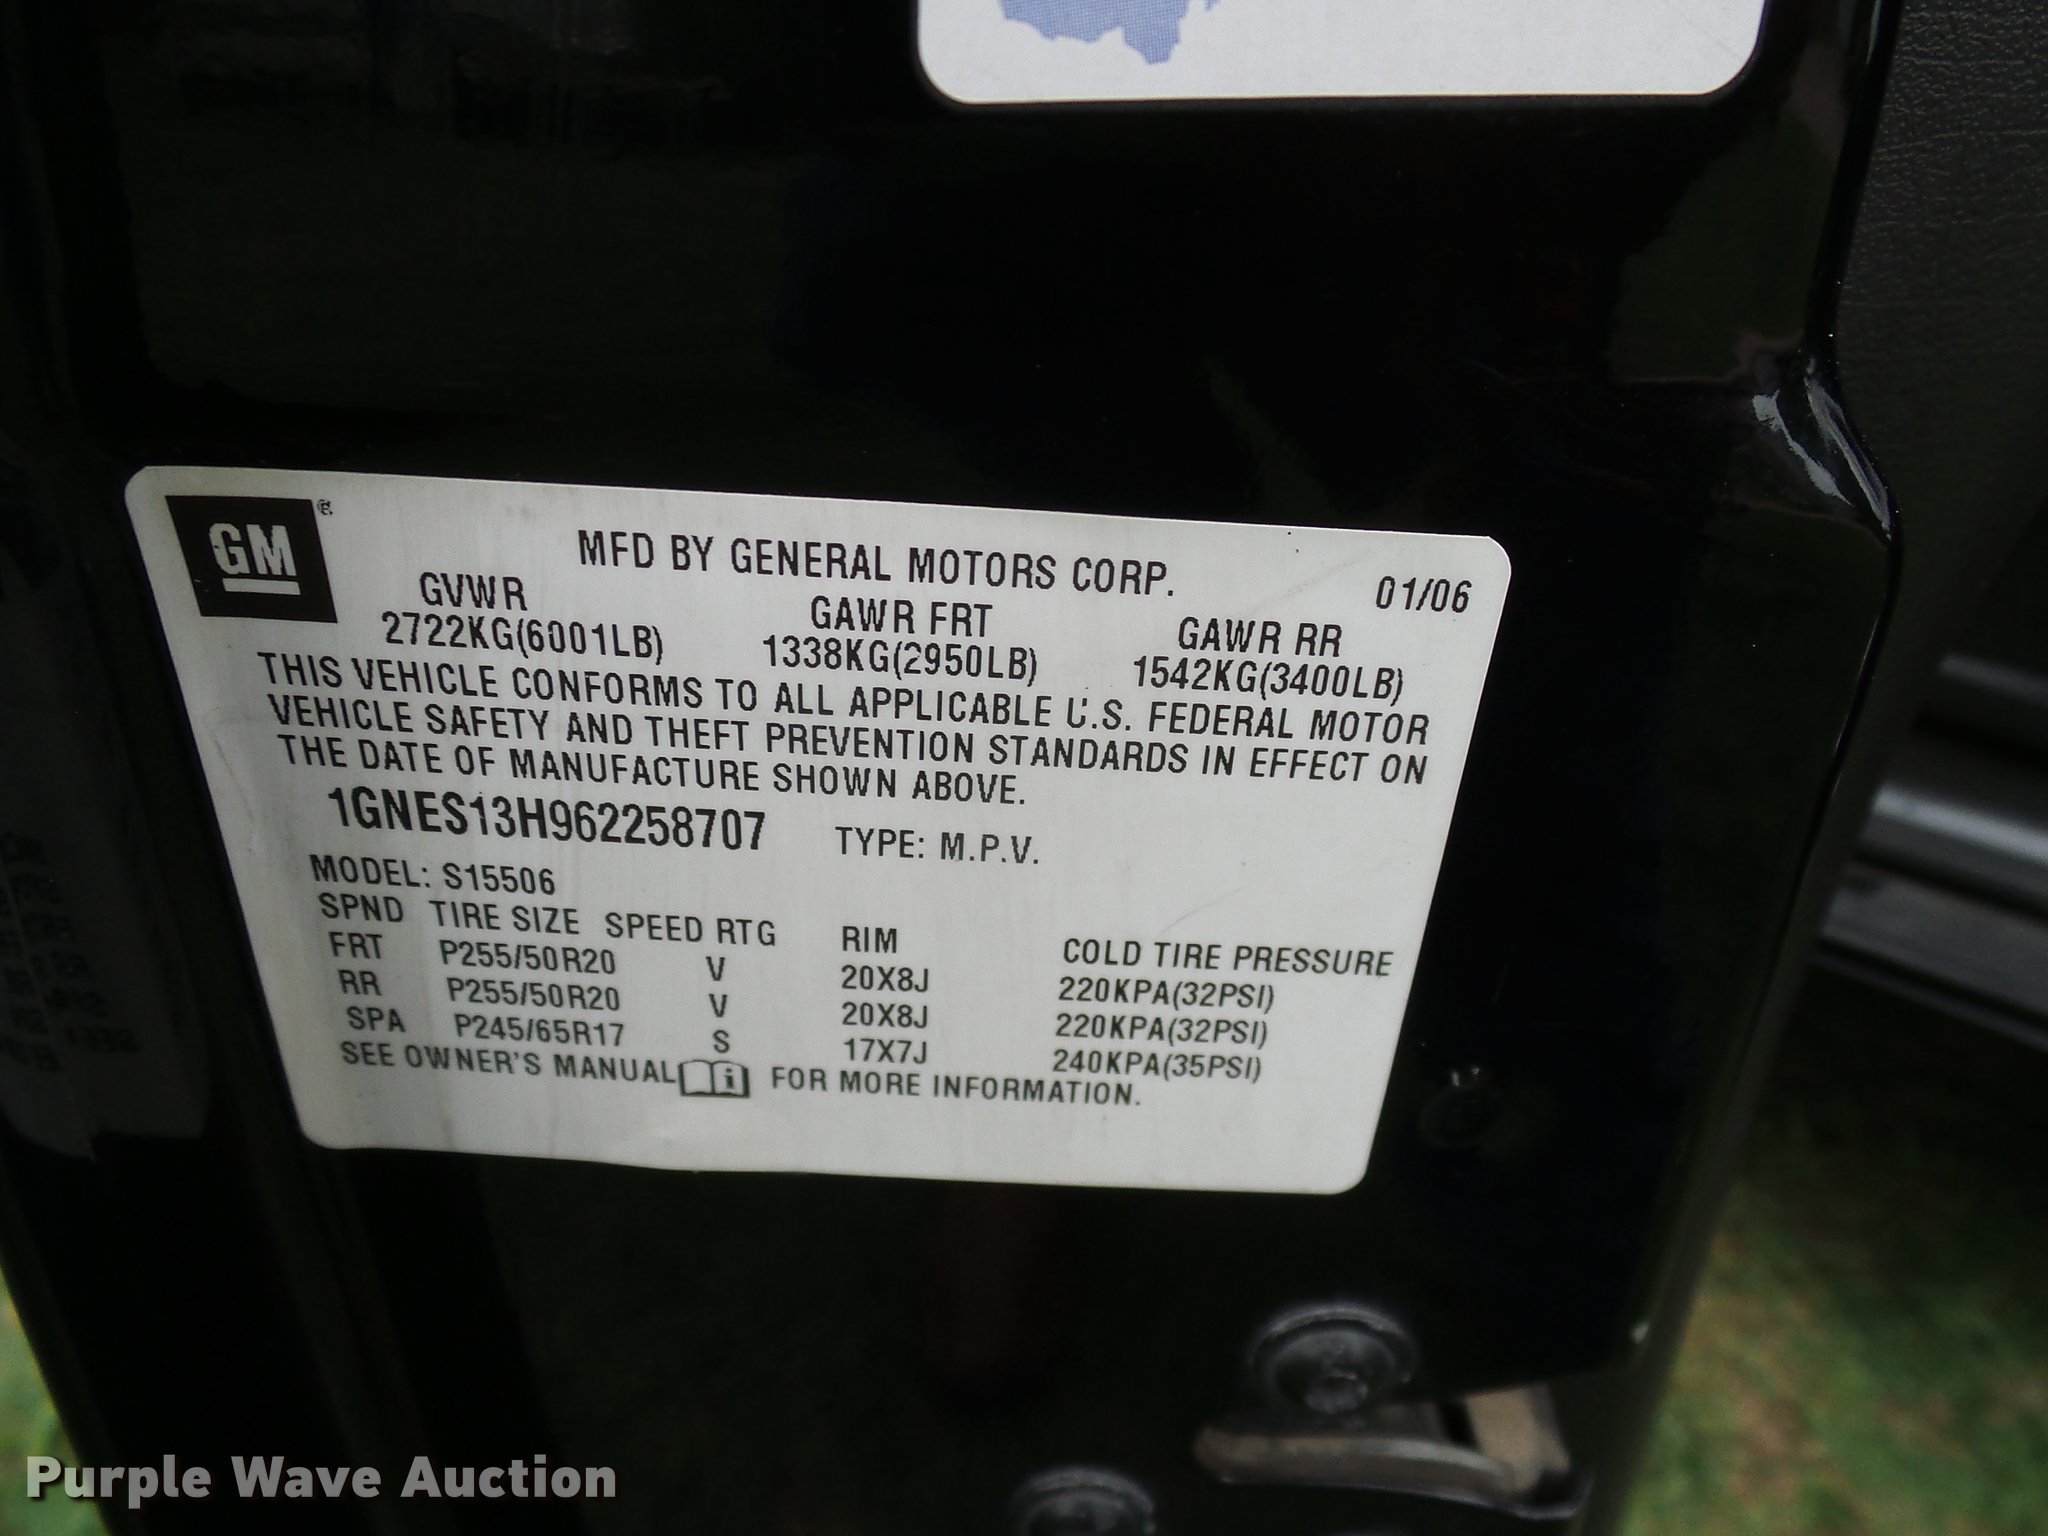 GM®
MFD BY GENERAL MOTORS CORP.
01/06
GVWR
GAWR FRT
GAWR RR
2722KG(6001LB)
1338KG(2950LB)
1542KG(3400LB)
THIS VEHICLE CONFORMS TO ALL APPLICABLE U.S. FEDERAL MOTOR
VEHICLE SAFETY AND THEFT PREVENTION STANDARDS IN EFFECT ON
THE DATE OF MANUFACTURE SHOWN ABOVE.
1GNES13H962258707 TYPE: M.P.V.
MODEL: S15506
SPND TIRE SIZE SPEED RTG RIM COLD TIRE PRESSURE
FRT P255/50R20 V 20X8J 220KPA(32PSI)
RR P255/50R20 V 20X8J 220KPA(32PSI)
SPA P245/65R17 S 17X7J 240KPA(35PSI)
SEE OWNER'S MANUAL i FOR MORE INFORMATION.
Purple Wave Auction